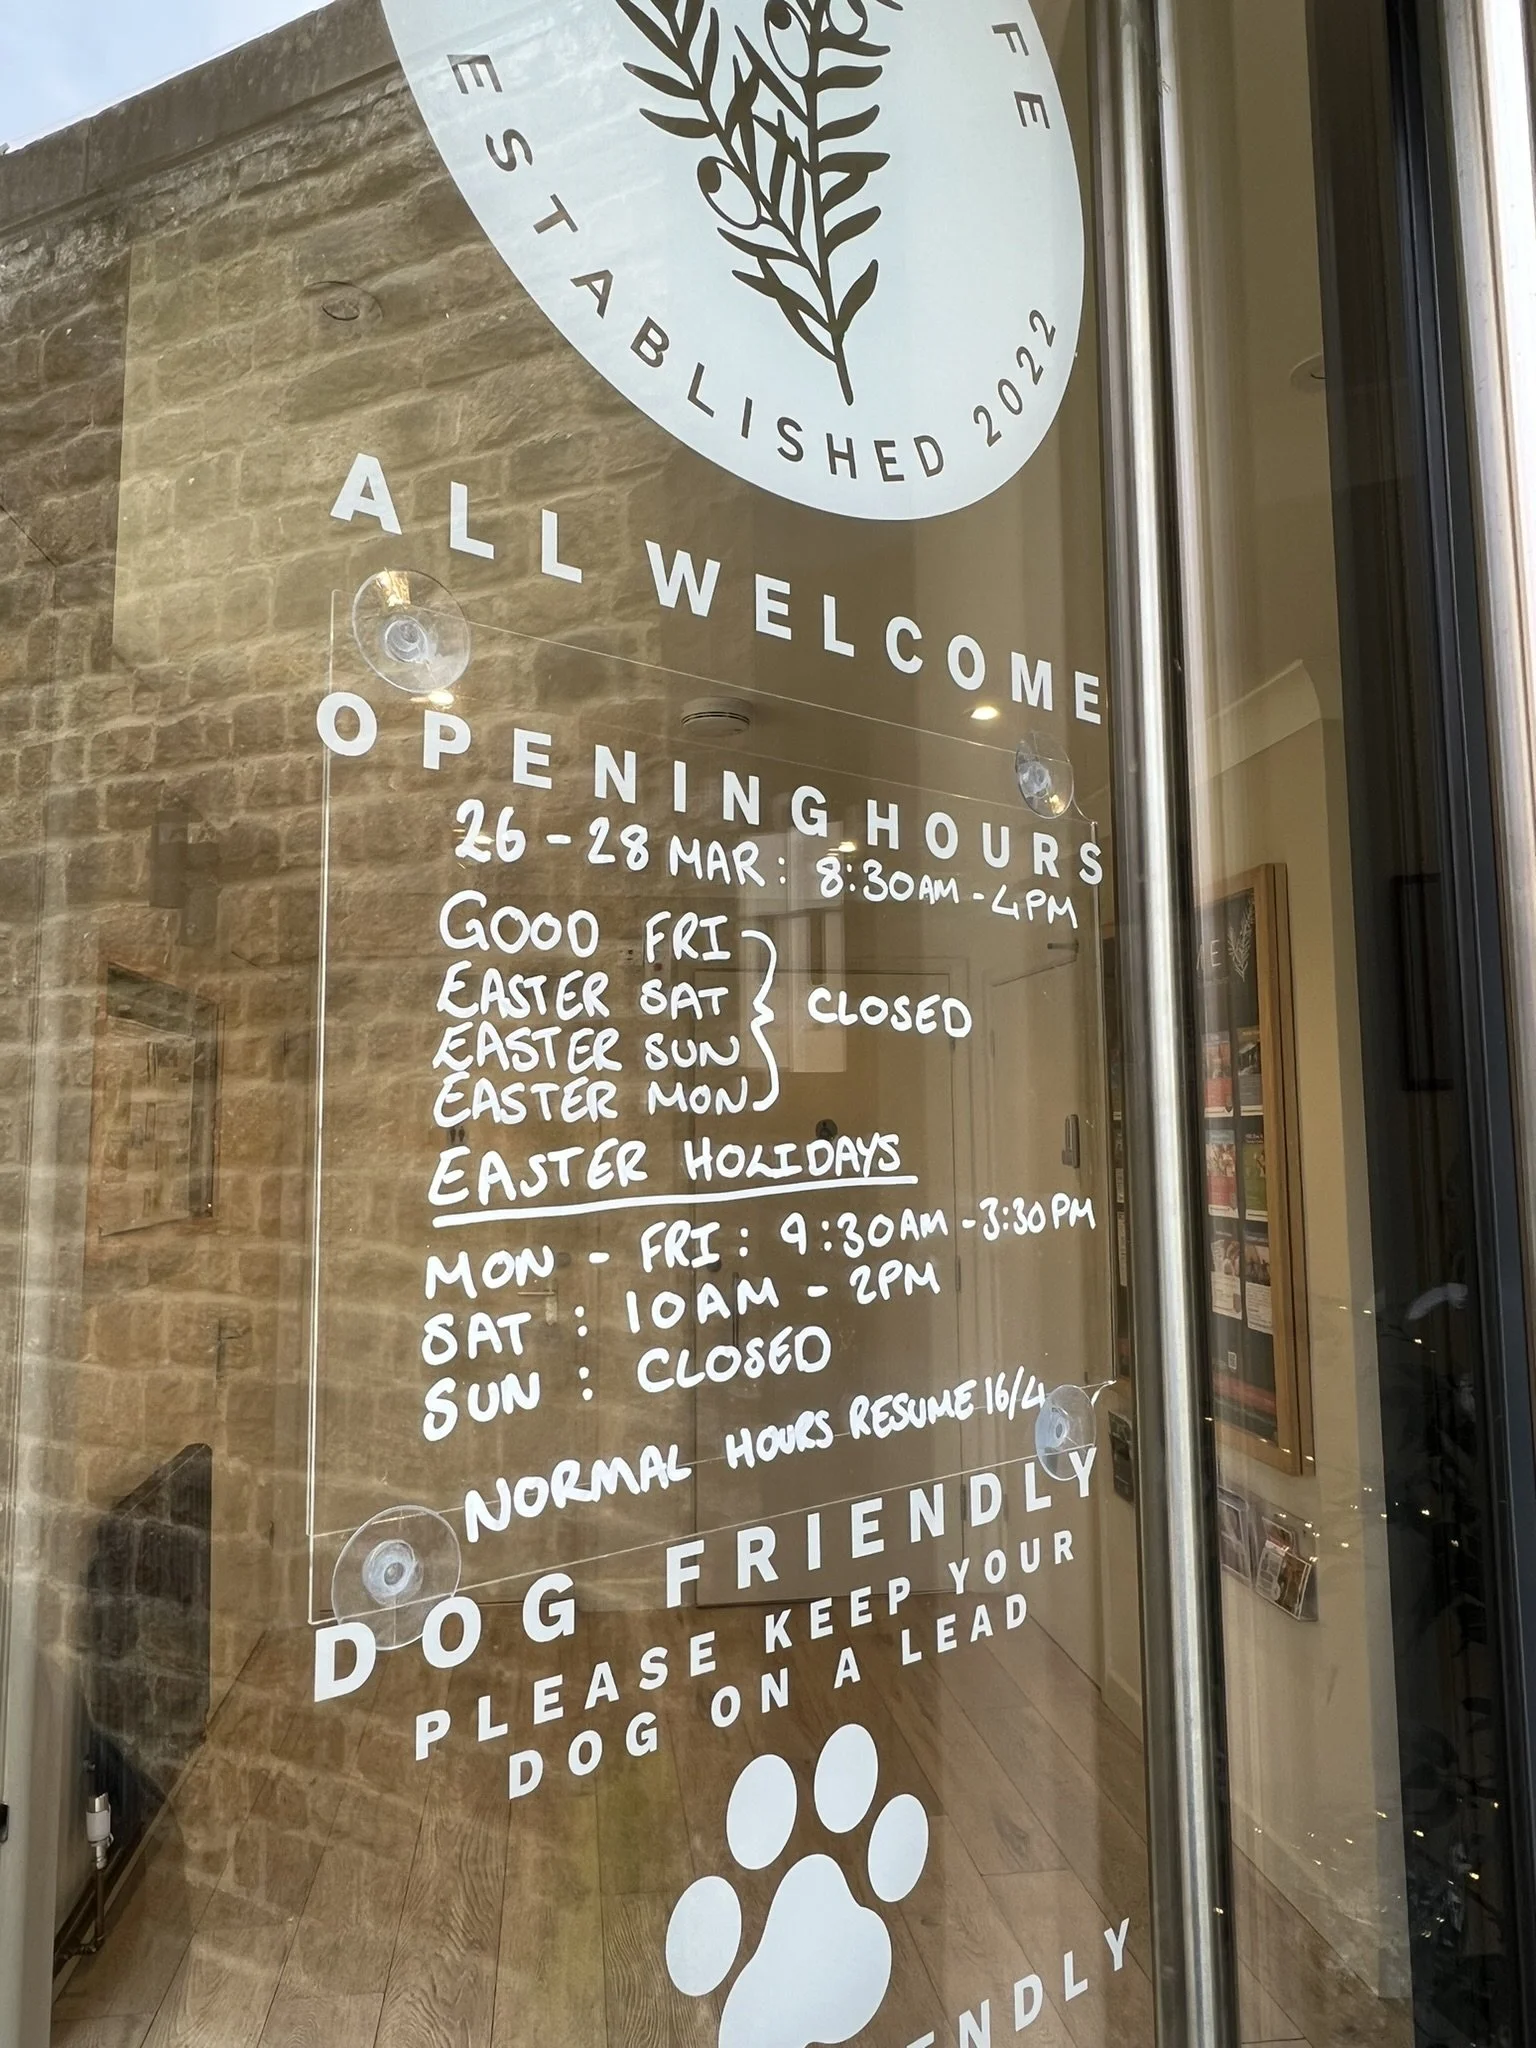 FE
ESTABLISHED 2022
ALL WELCOME
OPENING HOURS
26 - 28 MAR: 8:30AM - 4PM
GOOD FRI
EASTER SAT
EASTER SUN
EASTER MON
} CLOSED
EASTER HOLIDAYS
MON - FRI: 9:30AM - 3:30PM
SAT : 10AM - 2PM
SUN : CLOSED
NORMAL HOURS RESUME 16/4
DOG FRIENDLY
PLEASE KEEP YOUR
DOG ON A LEAD
ENDLY